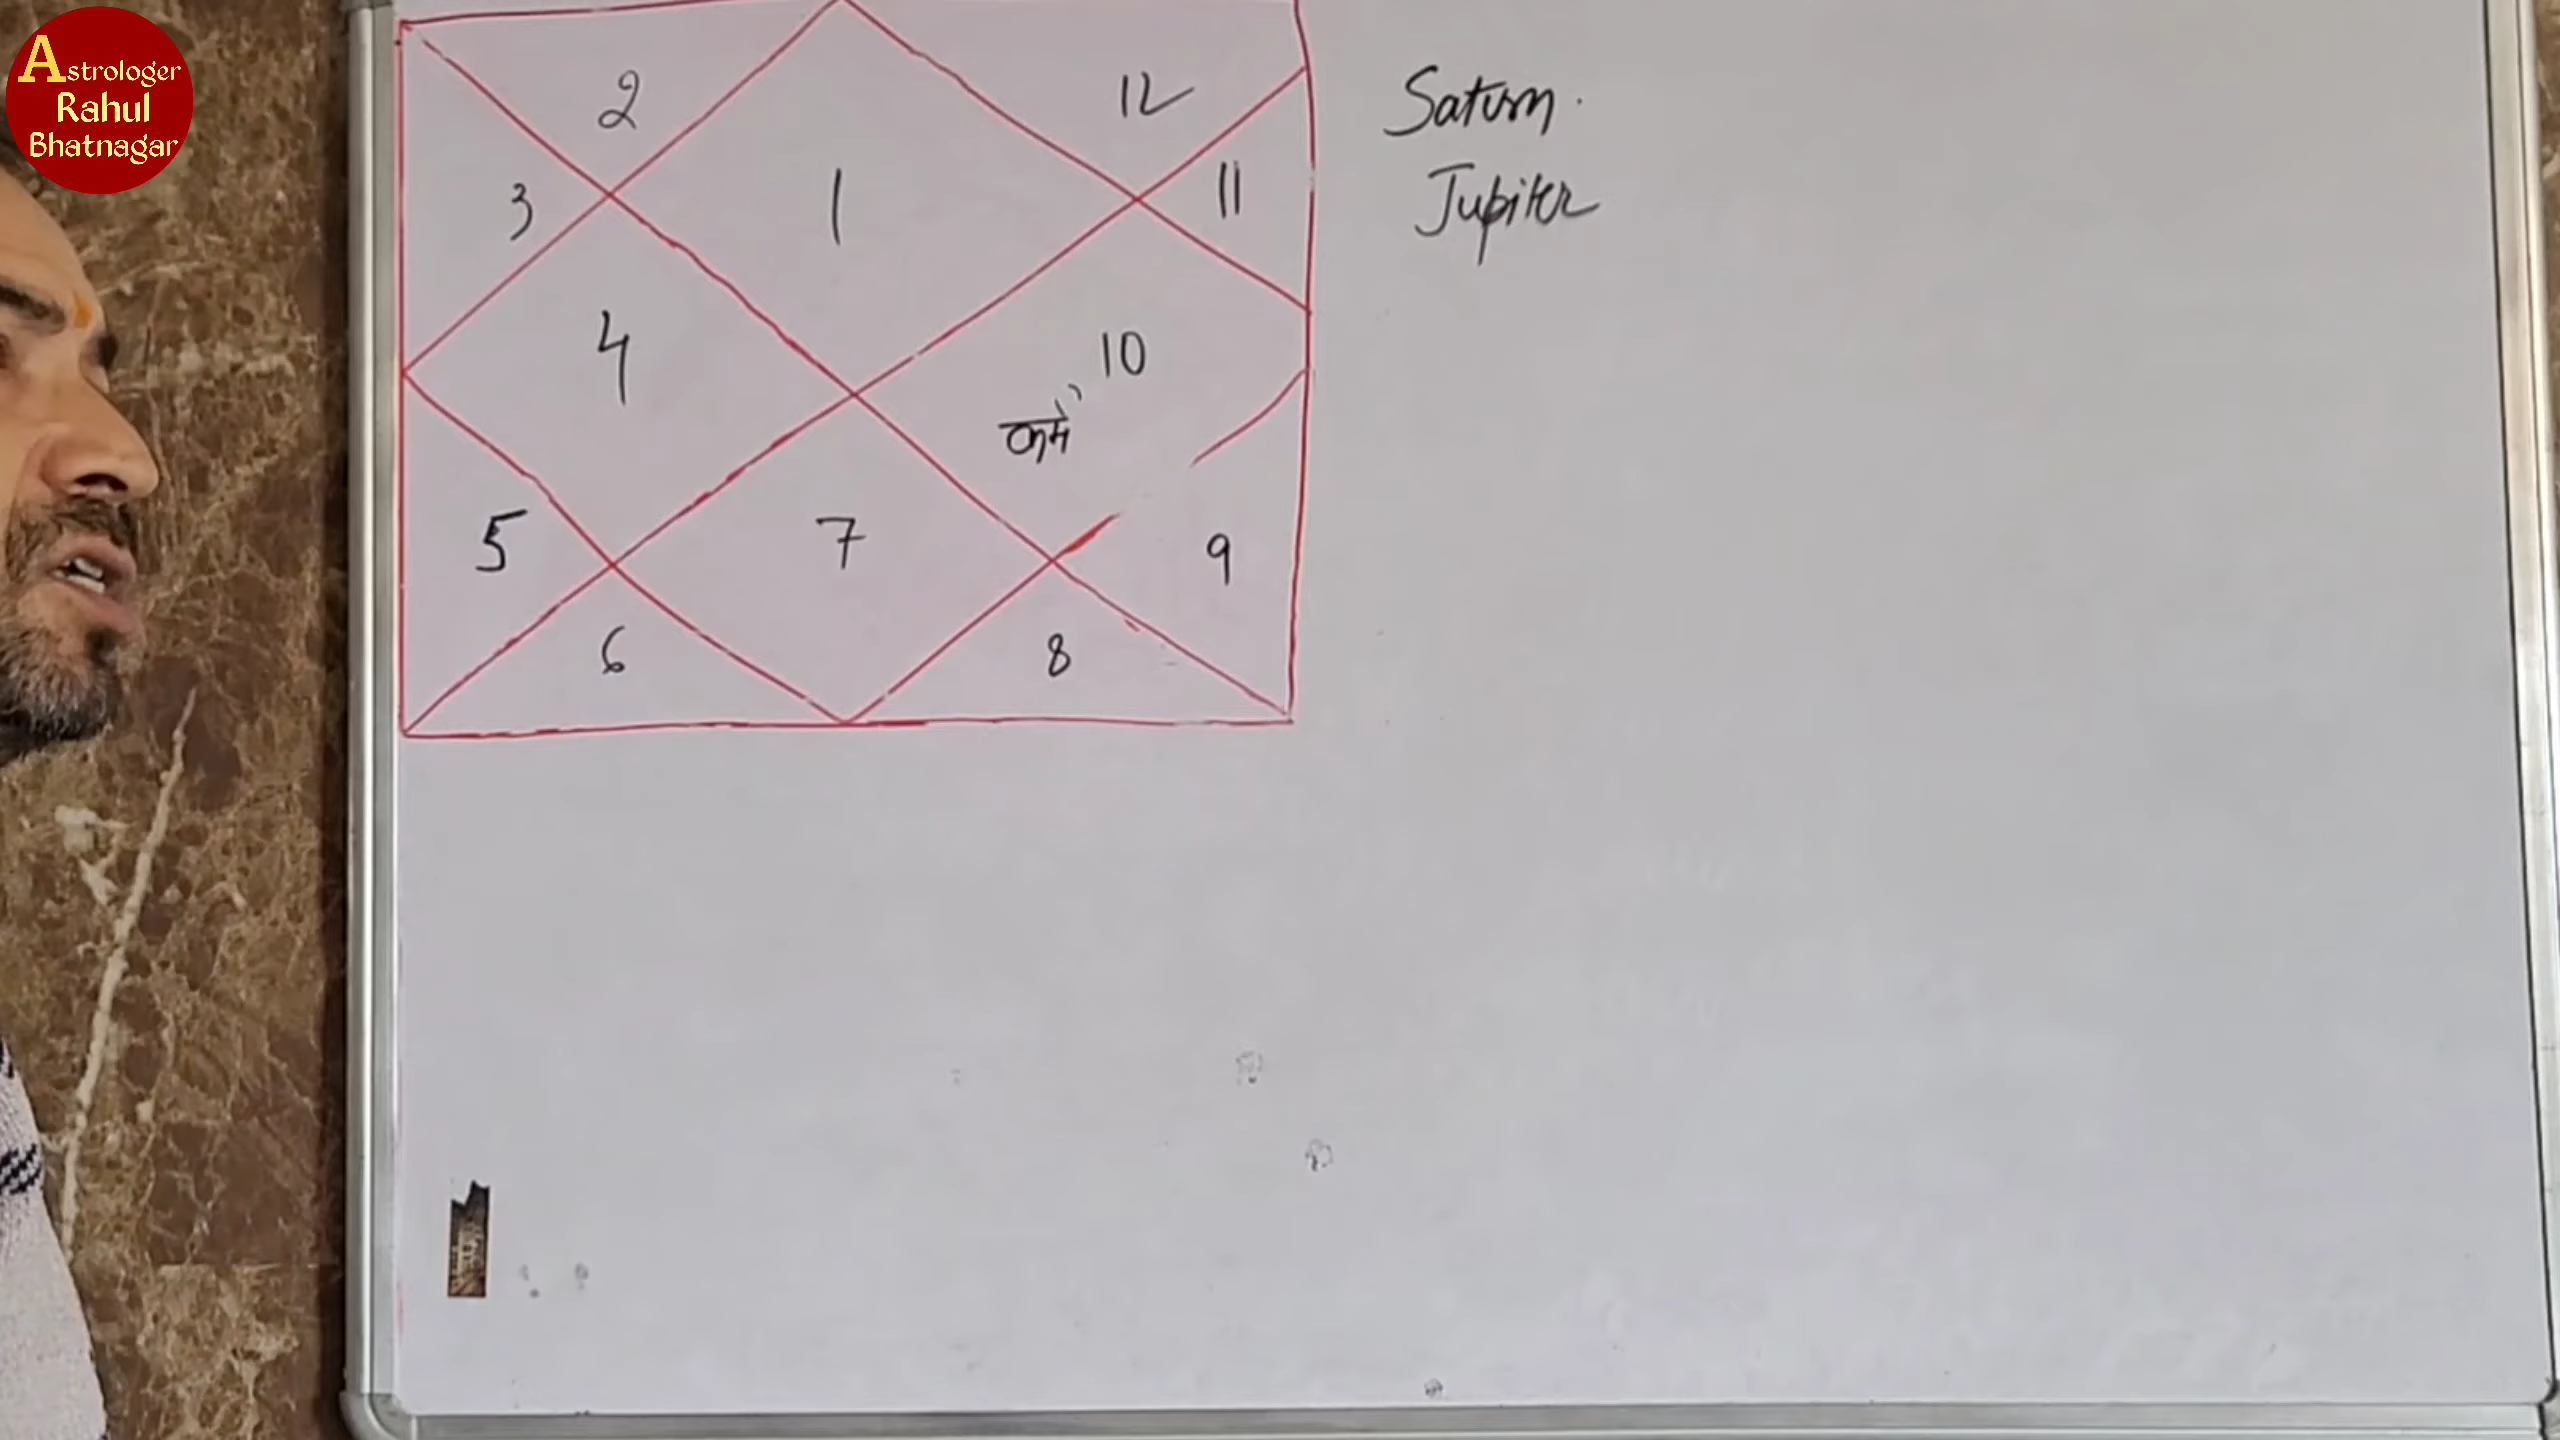 Astrologer
Rahul
Bhatnagar
2
12
3
1
11
4
10
कर्म
5
7
9
6
8
Saturn
Jupiter